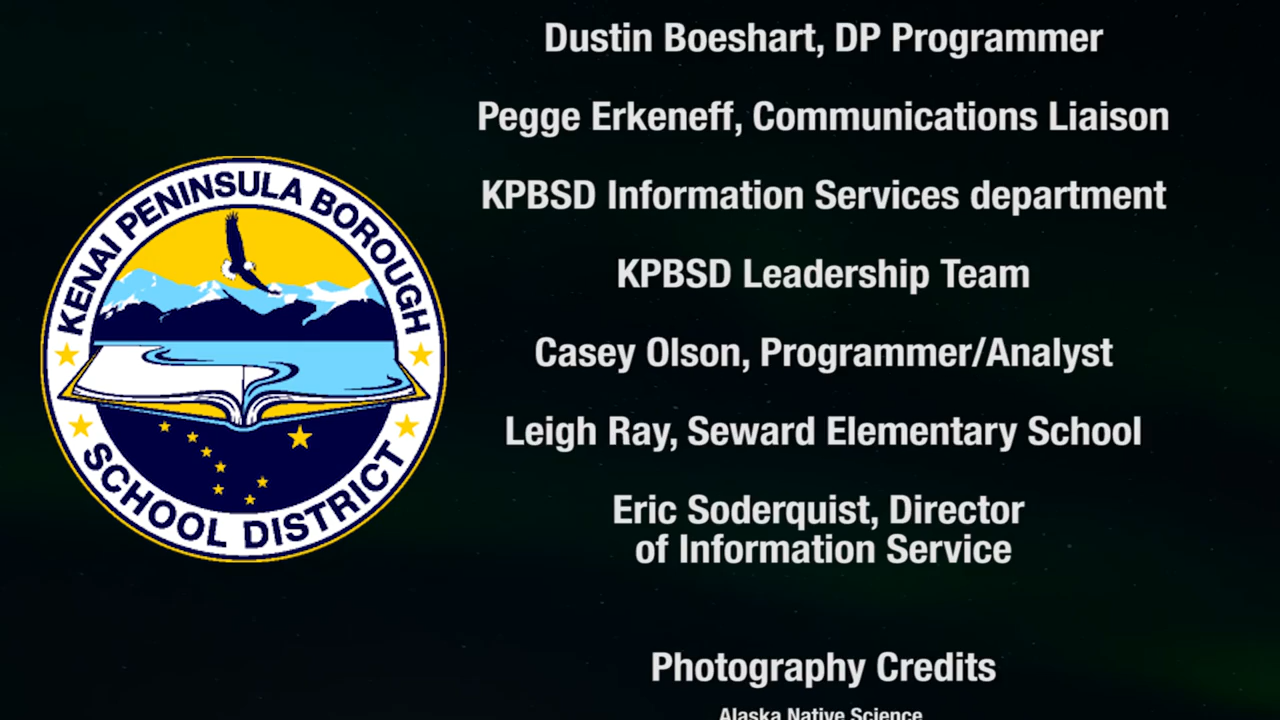 KENAI PENINSULA BOROUGH
SCHOOL DISTRICT
Dustin Boeshart, DP Programmer
Pegge Erkeneff, Communications Liaison
KPBSD Information Services department
KPBSD Leadership Team
Casey Olson, Programmer/Analyst
Leigh Ray, Seward Elementary School
Eric Soderquist, Director
of Information Service
Photography Credits
Alaska Native Science